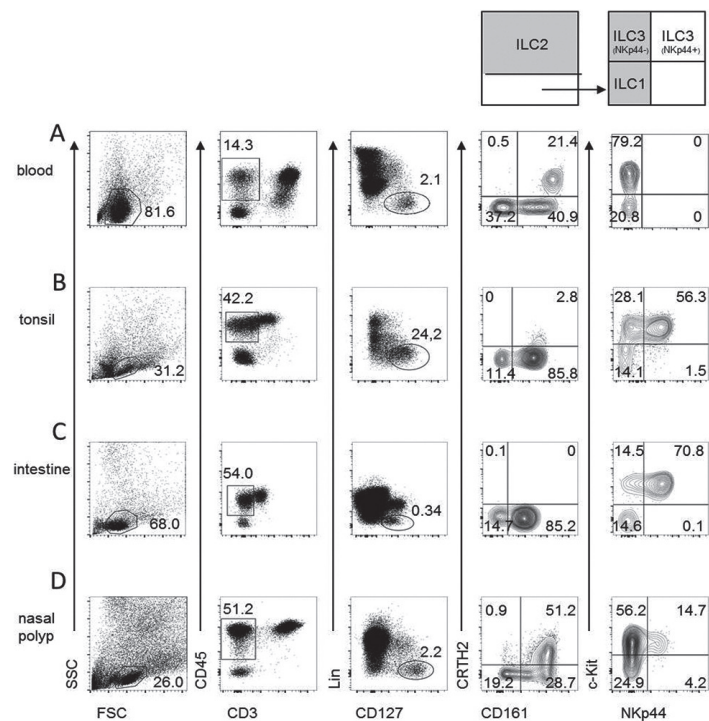 ILC2
ILC3 ILC3
(NKp44-) (NKp44+)
ILC1
A
blood
81.6
14.3
2.1
0.5 21.4
37.2 40.9
79.2 0
20.8 0
B
tonsil
31.2
42.2
24,2
0 2.8
11.4 85.8
28.1 56.3
14.1 1.5
C
intestine
68.0
54.0
0.34
0.1 0
14.7 85.2
14.5 70.8
14.6 0.1
D
nasal
polyp
26.0
51.2
2.2
0.9 51.2
19.2 28.7
56.2 14.7
24.9 4.2
SSC
CD45
Lin
CRTH2
c-Kit
FSC CD3 CD127 CD161 NKp44